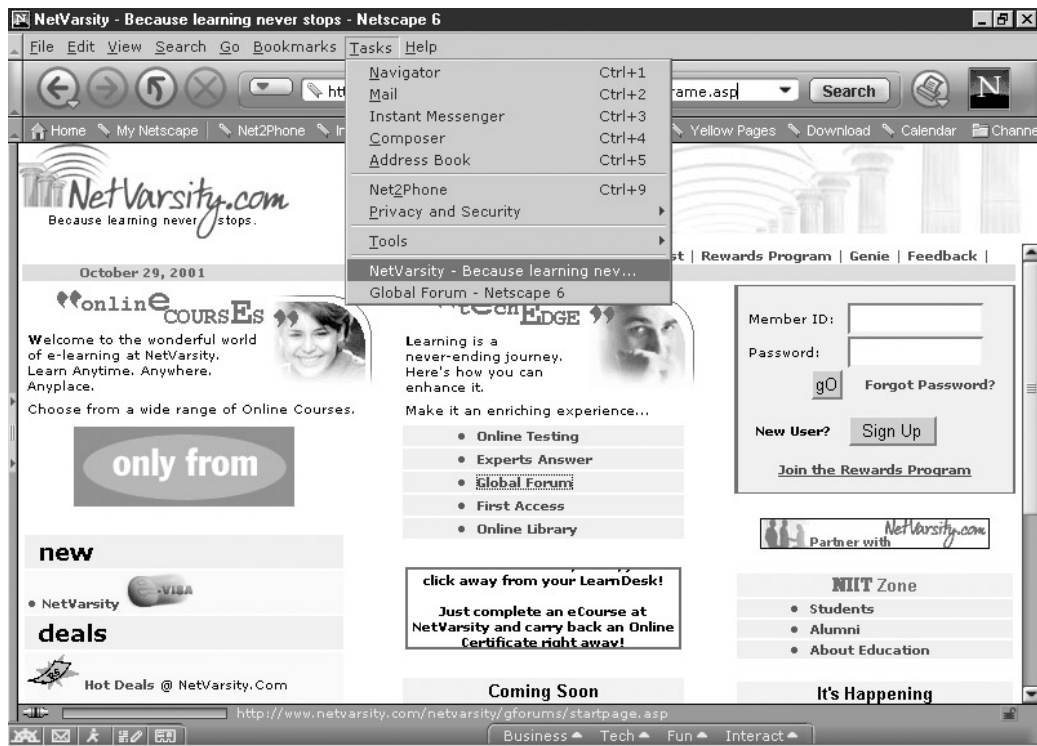 NetVarsity - Because learning never stops - Netscape 6
File Edit View Search Go Bookmarks Tasks Help
Navigator Ctrl+1
Mail Ctrl+2
Instant Messenger Ctrl+3
Composer Ctrl+4
Address Book Ctrl+5
Net2Phone Ctrl+9
Privacy and Security
Tools
NetVarsity - Because learning nev...
Global Forum - Netscape 6
rame.asp Search N
Home My Netscape Net2Phone Yellow Pages Download Calendar Channe
NetVarsity.com
Because learning never stops.
st | Rewards Program | Genie | Feedback |
October 29, 2001
onlinE COURSEs
Welcome to the wonderful world
of e-learning at NetVarsity.
Learn Anytime. Anywhere.
Anyplace.
Choose from a wide range of Online Courses.
only from
new
NetVarsity e-VISA
deals
Hot Deals @ NetVarsity.Com
techEDGE
Learning is a
never-ending journey.
Here's how you can
enhance it.
Make it an enriching experience...
Online Testing
Experts Answer
Global Forum
First Access
Online Library
click away from your LearnDesk!
Just complete an eCourse at
NetVarsity and carry back an Online
Certificate right away!
Coming Soon
Member ID:
Password:
gO Forgot Password?
New User? Sign Up
Join the Rewards Program
Partner with NetVarsity.com
NIIT Zone
Students
Alumni
About Education
It's Happening
http://www.netvarsity.com/netvarsity/gforums/startpage.asp
Business Tech Fun Interact